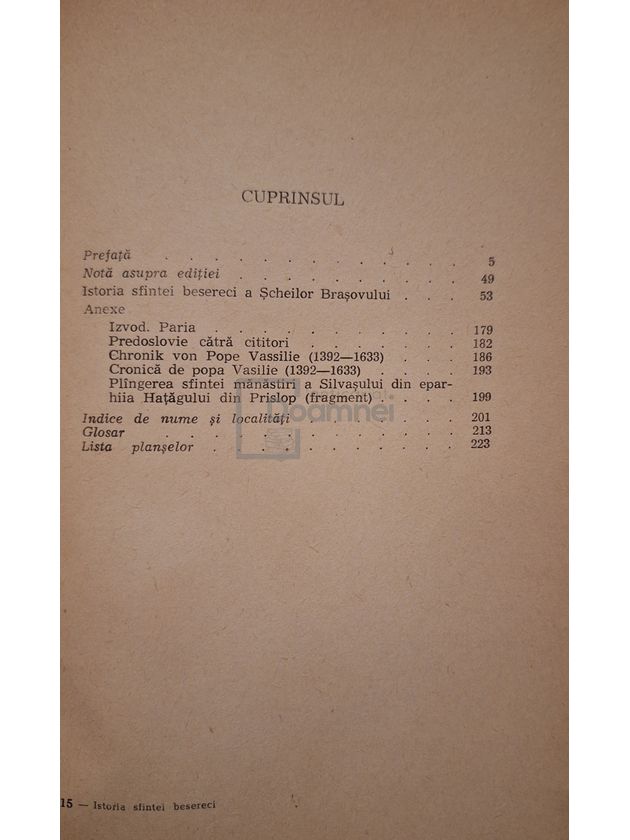 CUPRINSUL
Prefață . . . . . . . . . . . . 5
Notă asupra ediției . . . . . . . . . 49
Istoria sfintei besereci a Șcheilor Brașovului . . . 53
Anexe
Izvod. Paria . . . . . . . . . . 179
Predoslovie cătră cititori . . . . . . 182
Chronik von Pope Vassilie (1392—1633) . . . . 186
Cronică de popa Vasilie (1392—1633) . . . . 193
Plîngerea sfintei mănăstiri a Silvașului din epar-
hiia Hațăgului din Prislop (fragment) . . . . 199
Indice de nume și localități . . . . . . . 201
Glosar . . . . . . . . . . . . 213
Lista planșelor . . . . . . . . . . 223
15 — Istoria sfintei besereci